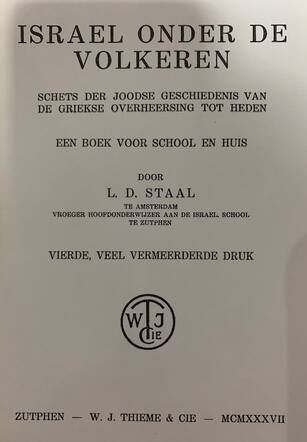 ISRAEL ONDER DE
VOLKEREN
SCHETS DER JOODSE GESCHIEDENIS VAN
DE GRIEKSE OVERHEERSING TOT HEDEN
EEN BOEK VOOR SCHOOL EN HUIS
DOOR
L. D. STAAL
TE AMSTERDAM
VROEGER HOOFDONDERWIJZER AAN DE ISRAEL. SCHOOL
TE ZUTPHEN
VIERDE, VEEL VERMEERDERDE DRUK
W T J
CIE
ZUTPHEN — W. J. THIEME & CIE — MCMXXXVII